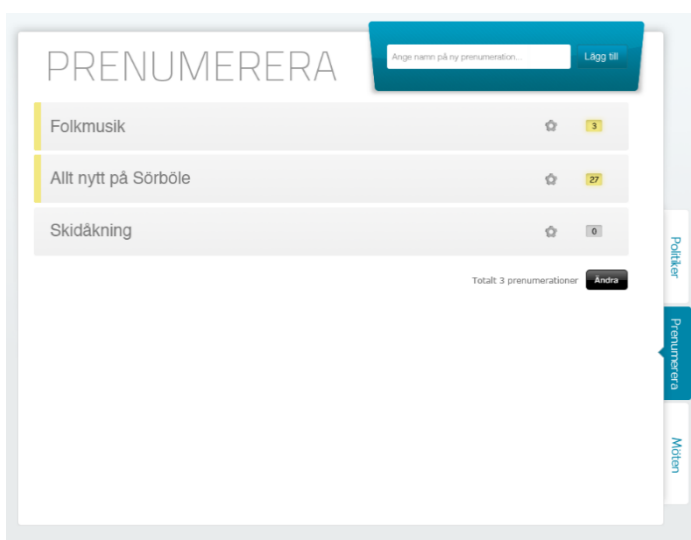 PRENUMERERA
Ange namn på ny prenumeration...
Lägg till
Folkmusik
3
Allt nytt på Sörböle
27
Skidåkning
0
Totalt 3 prenumerationer
Ändra
Politiker
Prenumerera
Möten